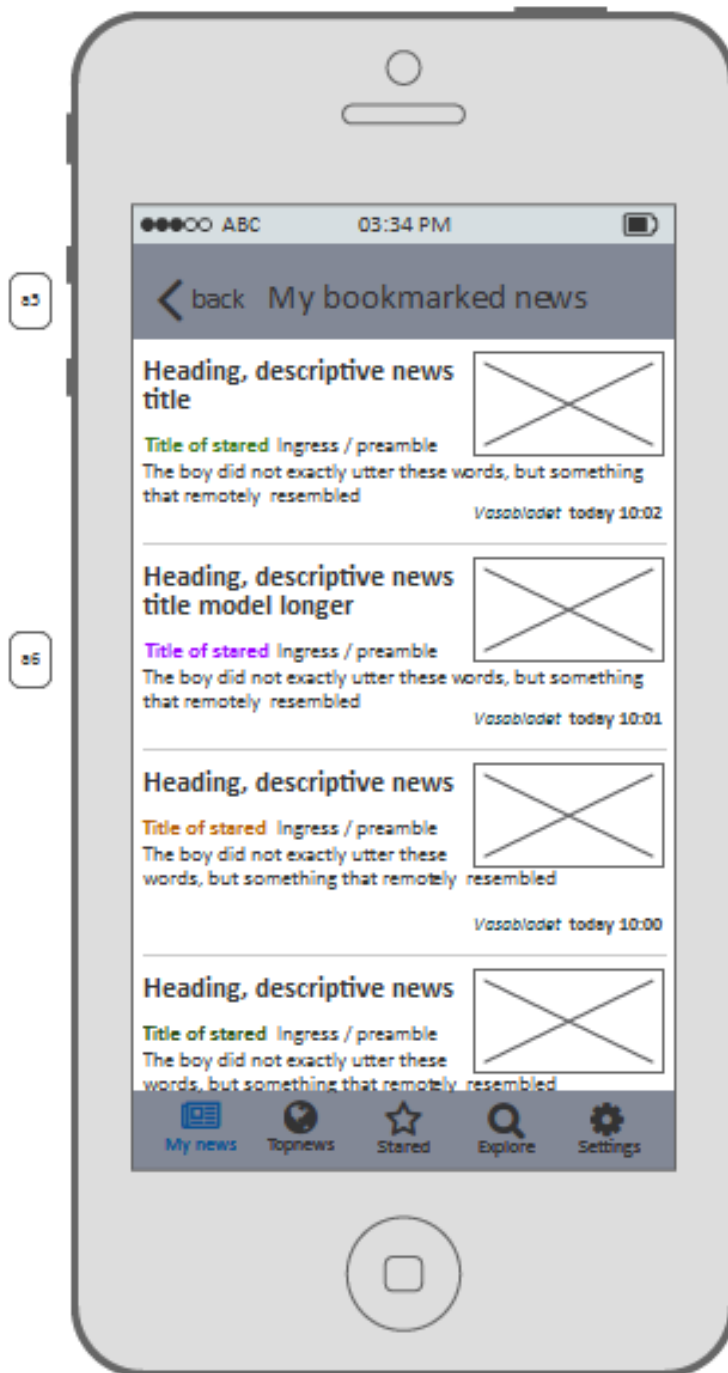 ABC 03:34 PM
back My bookmarked news
Heading, descriptive news
title
Title of stared Ingress / preamble
The boy did not exactly utter these words, but something
that remotely resembled
Vasabladet today 10:02
Heading, descriptive news
title model longer
Title of stared Ingress / preamble
The boy did not exactly utter these words, but something
that remotely resembled
Vasabladet today 10:01
Heading, descriptive news
Title of stared Ingress / preamble
The boy did not exactly utter these
words, but something that remotely resembled
Vasabladet today 10:00
Heading, descriptive news
Title of stared Ingress / preamble
The boy did not exactly utter these
words, but something that remotely resembled
My news Topnews Stared Explore Settings